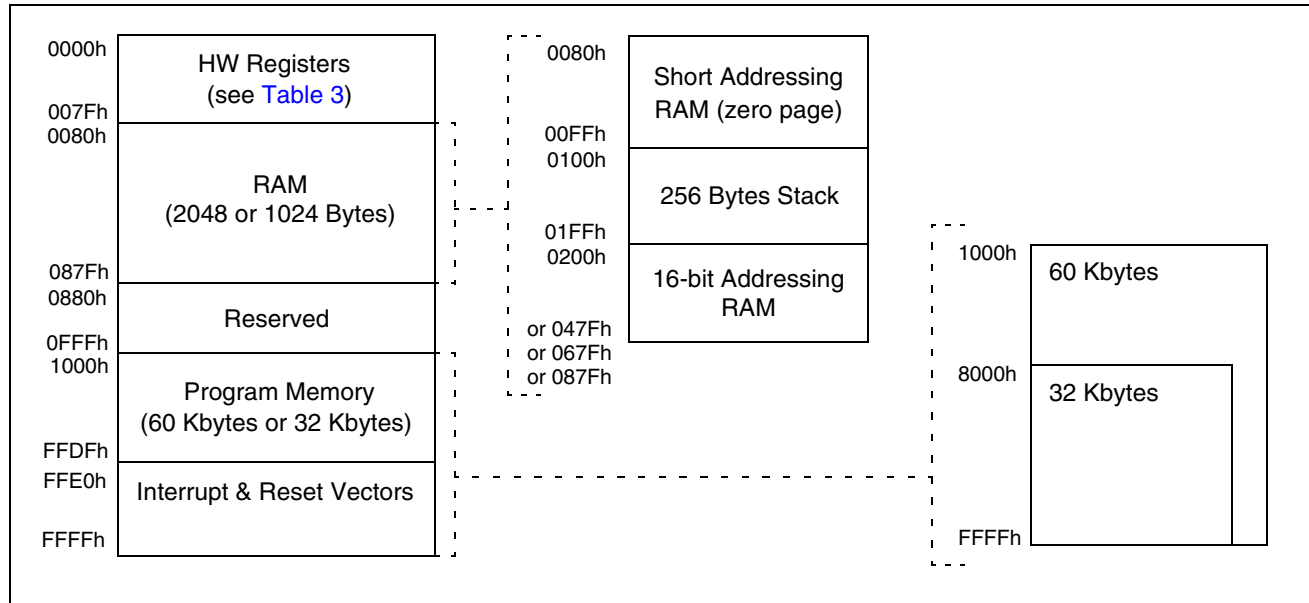 0000h
HW Registers
(see Table 3)
007Fh
0080h
RAM
(2048 or 1024 Bytes)
087Fh
0880h
Reserved
0FFFh
1000h
Program Memory
(60 Kbytes or 32 Kbytes)
FFDFh
FFE0h
Interrupt & Reset Vectors
FFFFh
0080h
Short Addressing
RAM (zero page)
00FFh
0100h
256 Bytes Stack
01FFh
0200h
16-bit Addressing
RAM
or 047Fh
or 067Fh
or 087Fh
1000h
60 Kbytes
8000h
32 Kbytes
FFFFh